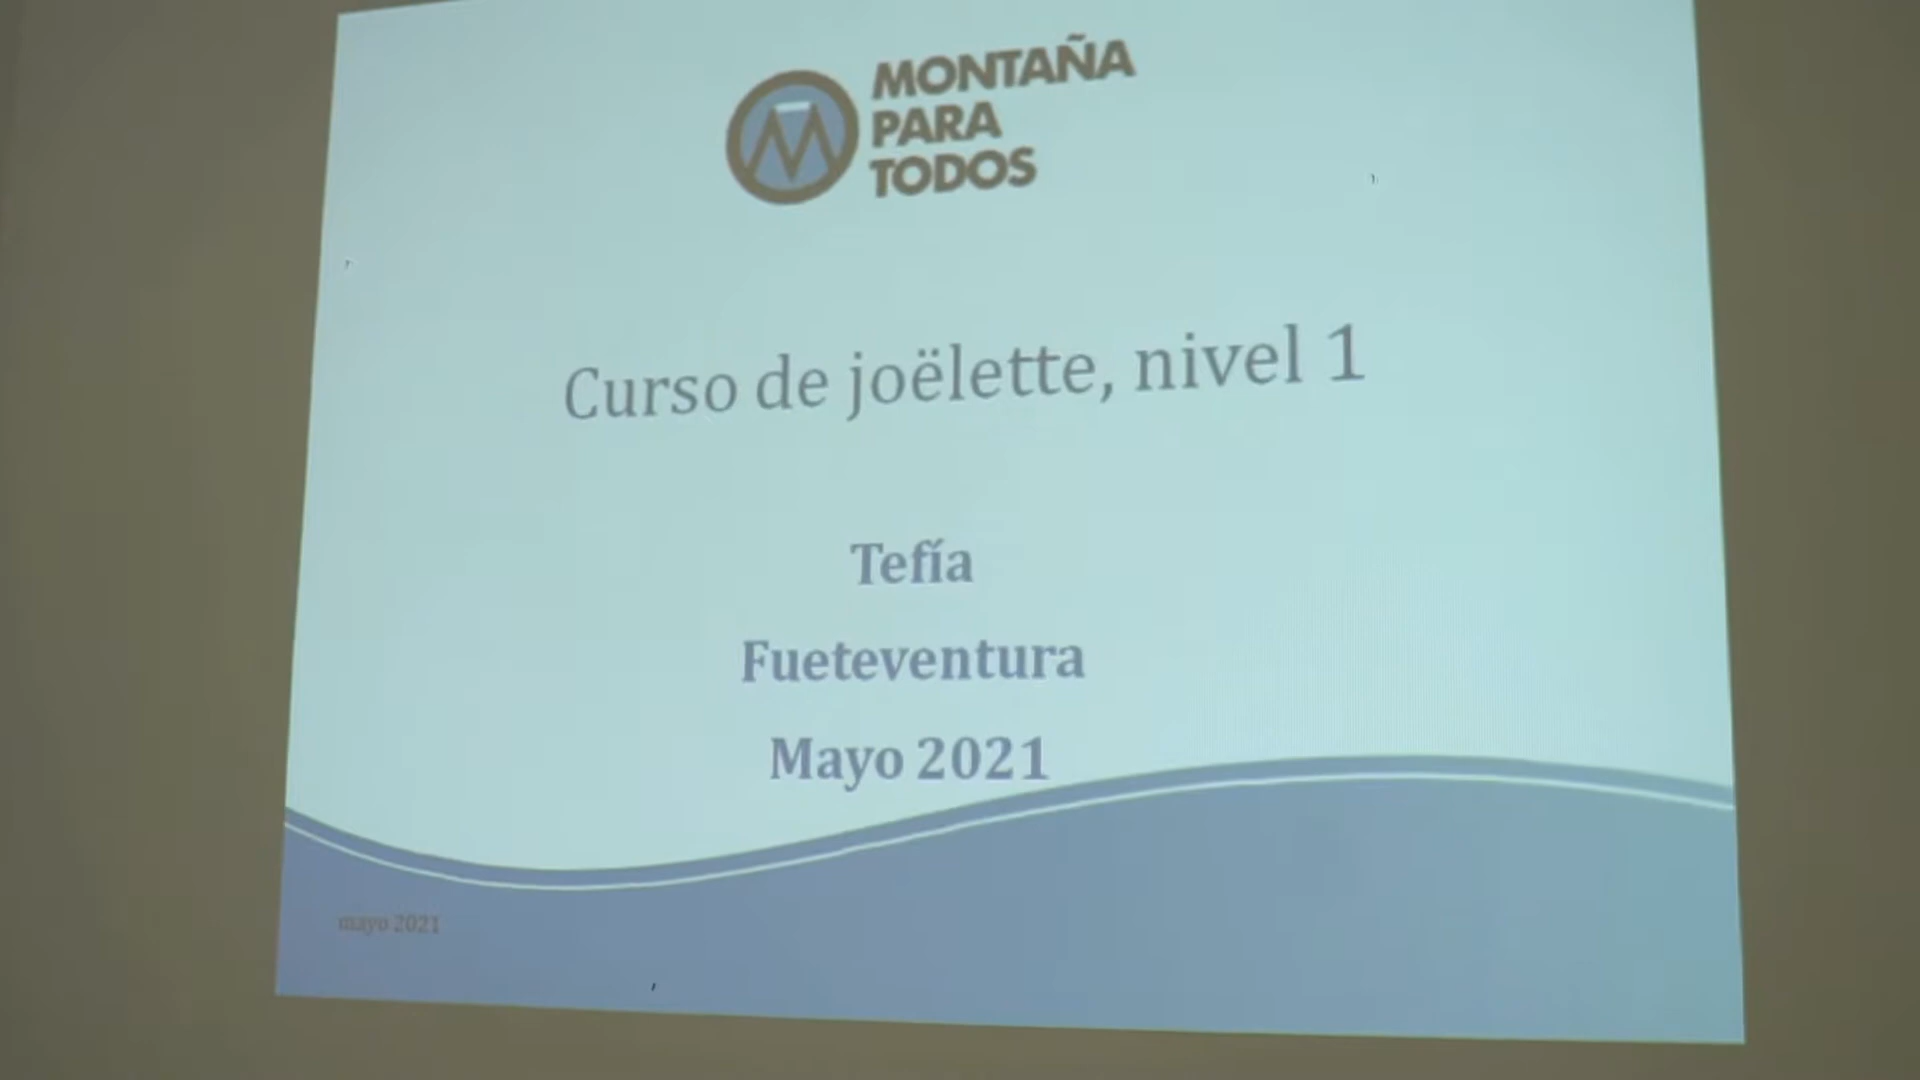 MONTAÑA
PARA
TODOS
Curso de joëlette, nivel 1
Tefía
Fueteventura
Mayo 2021
mayo 2021